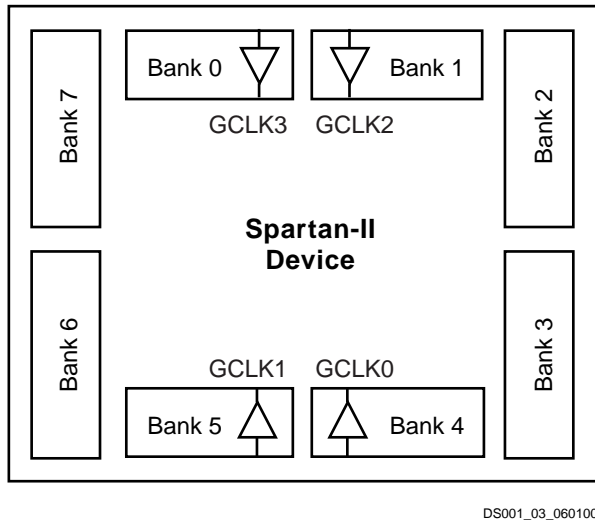 Bank 0
Bank 1
Bank 7
Bank 2
GCLK3
GCLK2
Spartan-II
Device
Bank 6
Bank 3
GCLK1
GCLK0
Bank 5
Bank 4
DS001_03_060100